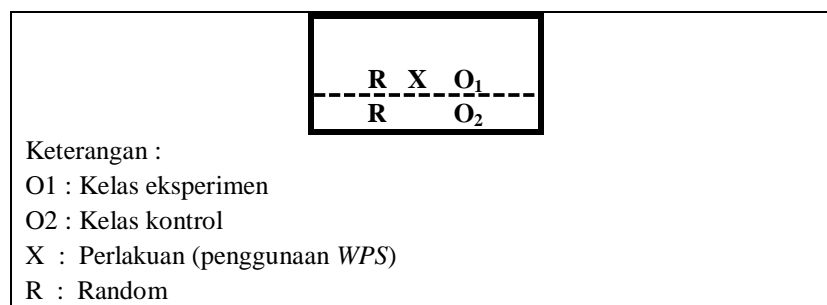 R X O₁
R O₂
Keterangan :
O1 : Kelas eksperimen
O2 : Kelas kontrol
X : Perlakuan (penggunaan WPS)
R : Random